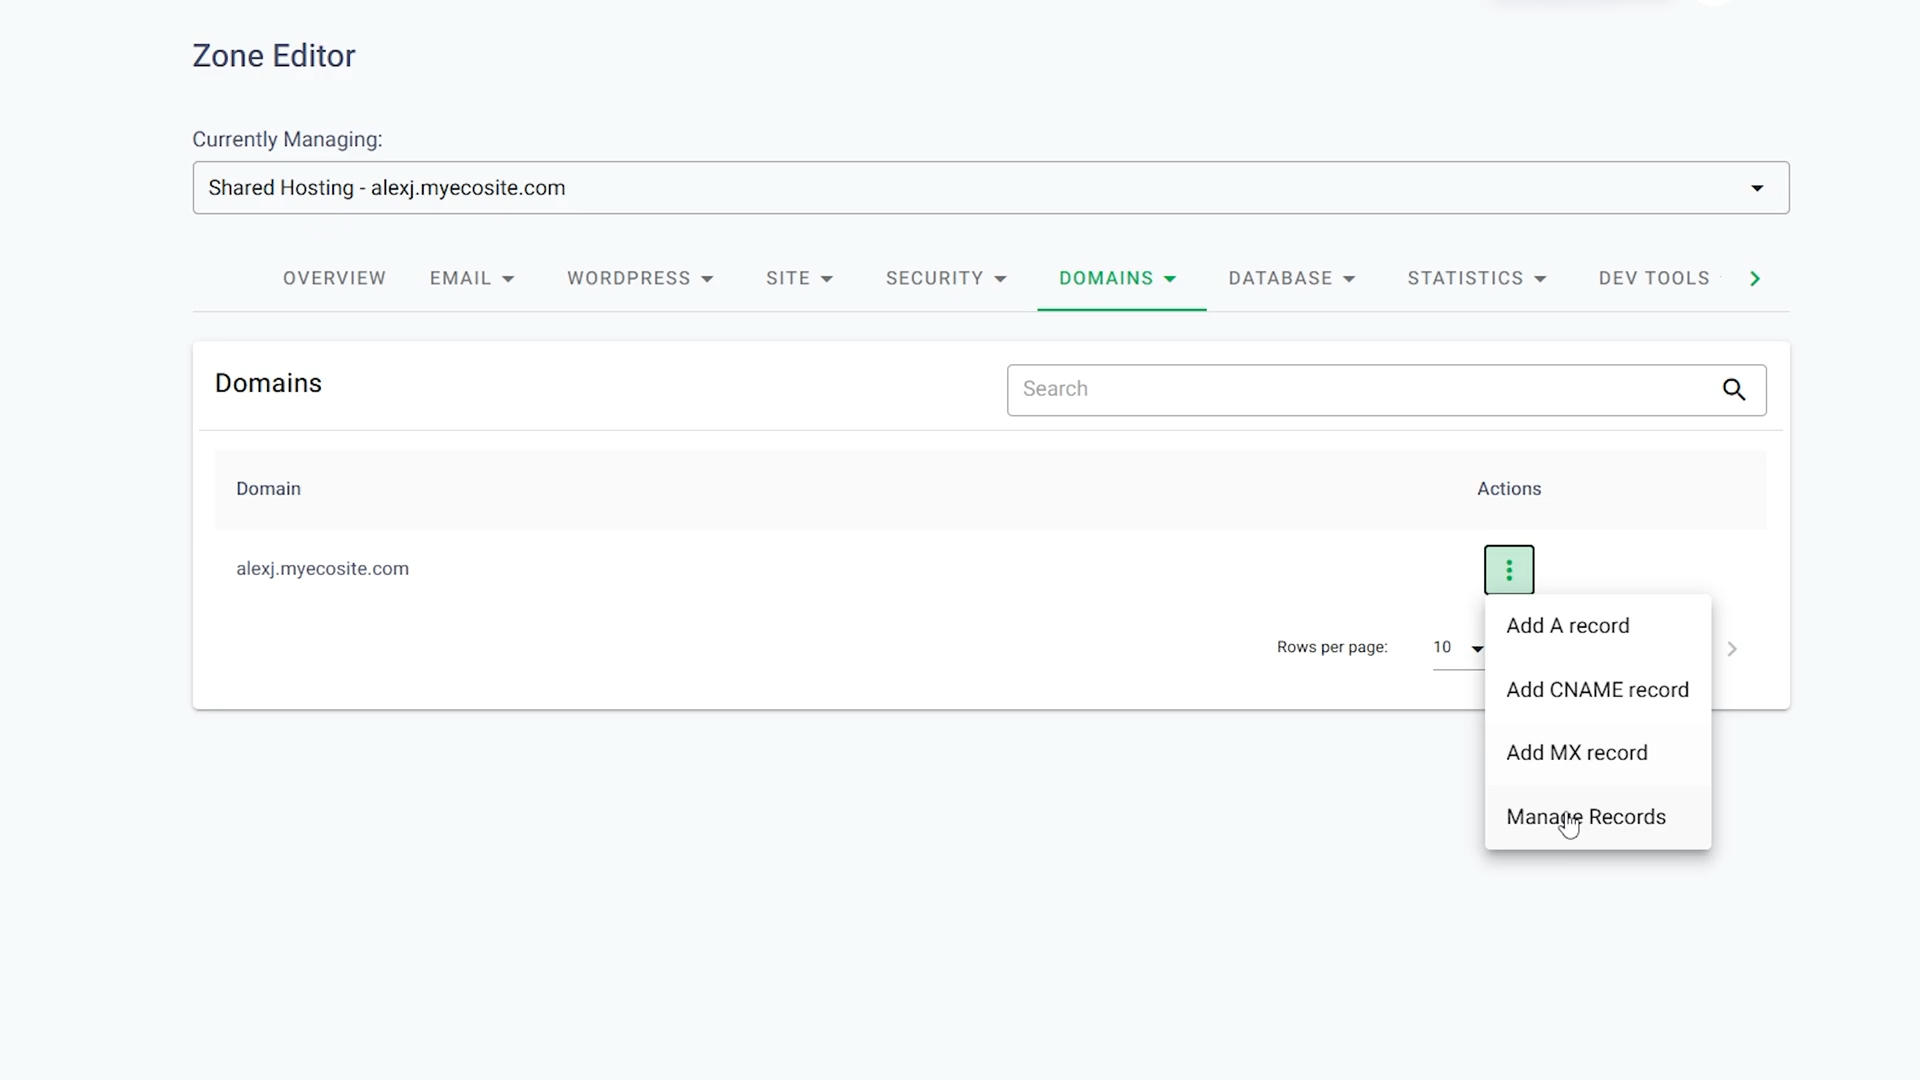 Zone Editor
Currently Managing:
Shared Hosting - alexj.myecosite.com
OVERVIEW EMAIL WORDPRESS SITE SECURITY DOMAINS DATABASE STATISTICS DEV TOOLS
Domains
Search
Domain Actions
alexj.myecosite.com
Rows per page: 10
Add A record
Add CNAME record
Add MX record
Manage Records